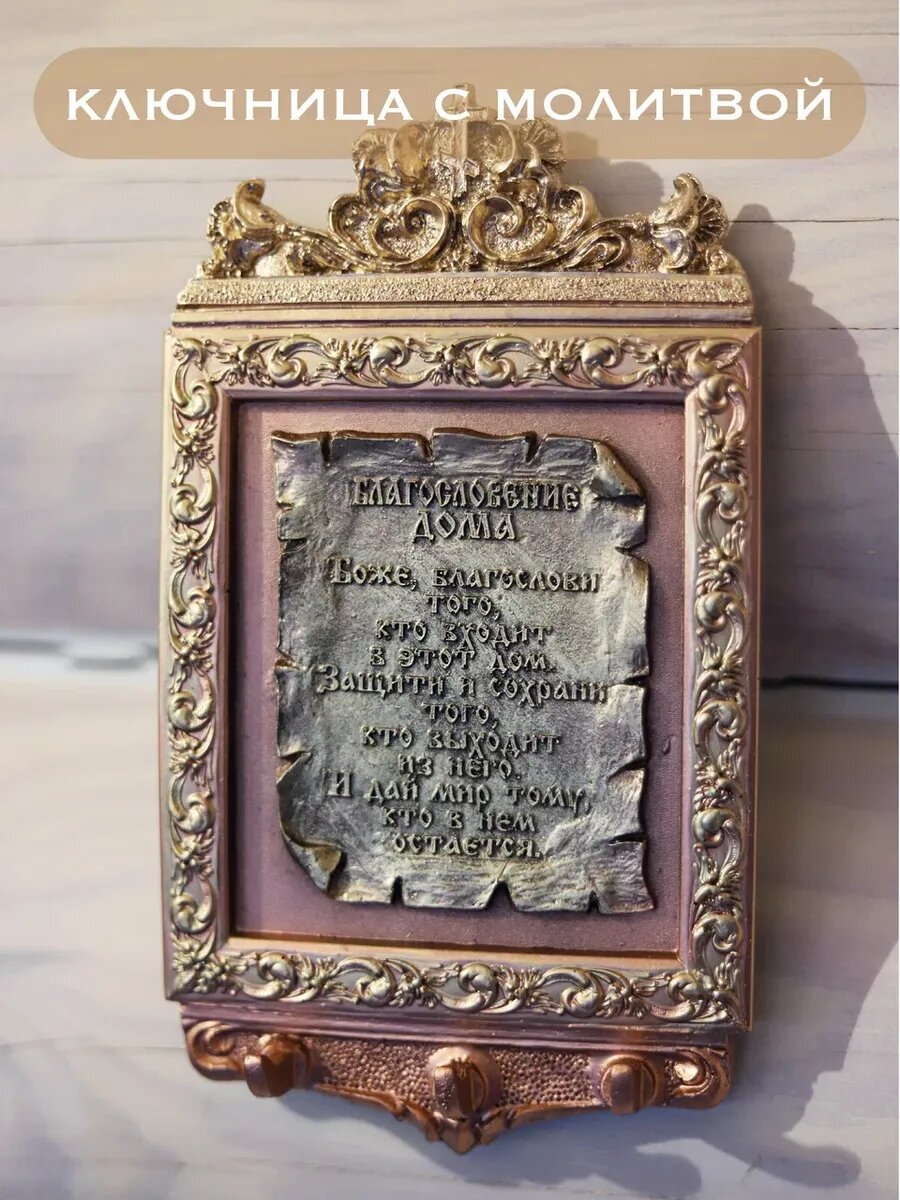 КЛЮЧНИЦА С МОЛИТВОЙ
БЛАГОСЛОВЕНИЕ
ДОМА
Боже, благослови
того,
кто входит
в этот дом.
Защити и сохрани
того,
кто выходит
из него.
И дай мир тому,
кто в нем
остается.